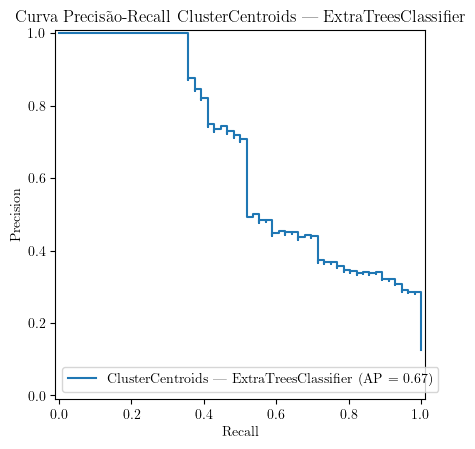 Curva Precisão-Recall ClusterCentroids — ExtraTreesClassifier
1.0
0.8
0.6
0.4
0.2
0.0
Precision
ClusterCentroids — ExtraTreesClassifier (AP = 0.67)
0.0 0.2 0.4 0.6 0.8 1.0
Recall